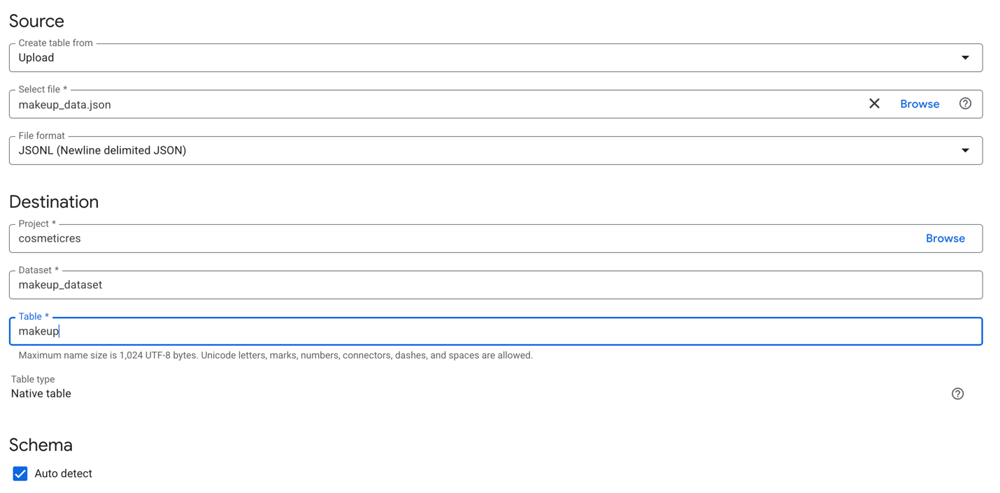 Source
Create table from
Upload
Select file *
makeup_data.json
Browse
File format
JSONL (Newline delimited JSON)
Destination
Project *
cosmeticres
Browse
Dataset *
makeup_dataset
Table *
makeup
Maximum name size is 1,024 UTF-8 bytes. Unicode letters, marks, numbers, connectors, dashes, and spaces are allowed.
Table type
Native table
Schema
Auto detect